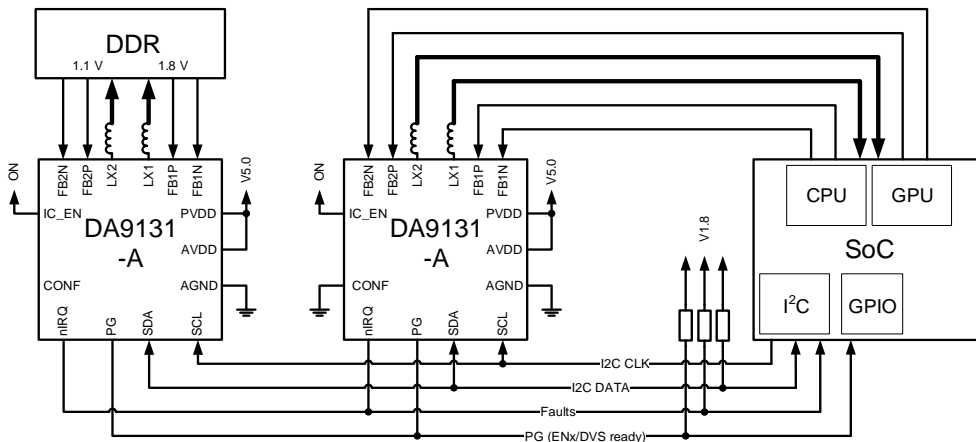 DDR
1.1 V 1.8 V
ON
FB2N
FB2P
LX2
LX1
FB1P
FB1N
V5.0
IC_EN
PVDD
DA9131
-A
AVDD
CONF
AGND
nIRQ
PG
SDA
SCL
ON
FB2N
FB2P
LX2
LX1
FB1P
FB1N
V5.0
IC_EN
PVDD
DA9131
-A
AVDD
CONF
AGND
nIRQ
PG
SDA
SCL
V1.8
CPU
GPU
SoC
I²C
GPIO
I2C CLK
I2C DATA
Faults
PG (ENx/DVS ready)